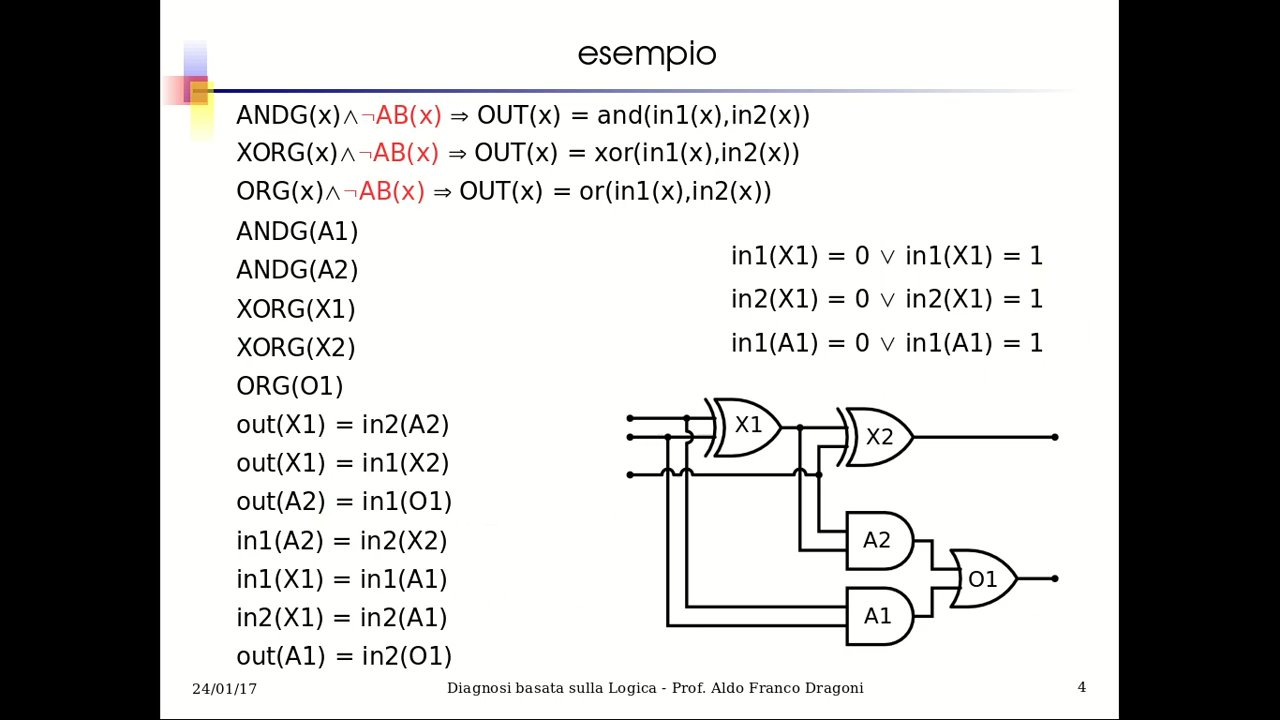 esempio
ANDG(x)∧¬AB(x) ⇒ OUT(x) = and(in1(x),in2(x))
XORG(x)∧¬AB(x) ⇒ OUT(x) = xor(in1(x),in2(x))
ORG(x)∧¬AB(x) ⇒ OUT(x) = or(in1(x),in2(x))
ANDG(A1)
ANDG(A2)
XORG(X1)
XORG(X2)
ORG(O1)
out(X1) = in2(A2)
out(X1) = in1(X2)
out(A2) = in1(O1)
in1(A2) = in2(X2)
in1(X1) = in1(A1)
in2(X1) = in2(A1)
out(A1) = in2(O1)
in1(X1) = 0 ∨ in1(X1) = 1
in2(X1) = 0 ∨ in2(X1) = 1
in1(A1) = 0 ∨ in1(A1) = 1
X1
X2
A2
O1
A1
24/01/17
Diagnosi basata sulla Logica - Prof. Aldo Franco Dragoni
4